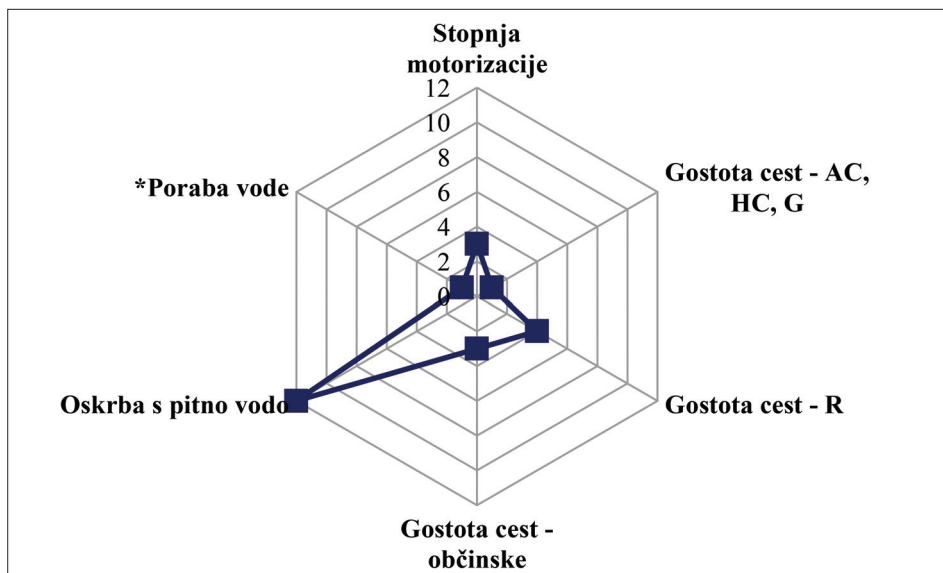 Stopnja
motorizacije
12
10
8
6
4
2
0
Gostota cest - AC,
HC, G
*Poraba vode
Oskrba s pitno vodo
Gostota cest - R
Gostota cest -
občinske